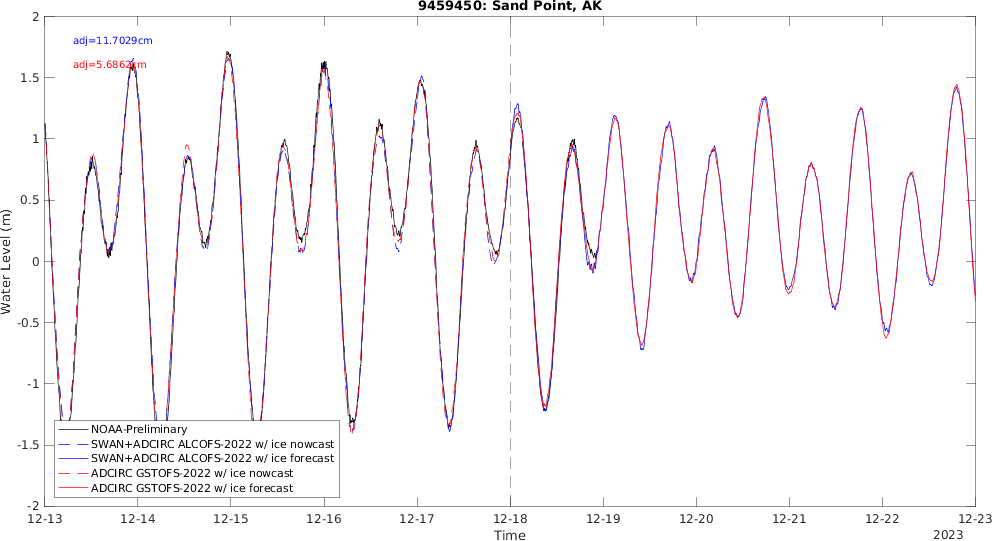 9459450: Sand Point, AK
adj=11.7029cm
adj=5.6862cm
Water Level (m)
2
1.5
1
0.5
0
-0.5
-1
-1.5
-2
NOAA-Preliminary
SWAN+ADCIRC ALCOFS-2022 w/ ice nowcast
SWAN+ADCIRC ALCOFS-2022 w/ ice forecast
ADCIRC GSTOFS-2022 w/ ice nowcast
ADCIRC GSTOFS-2022 w/ ice forecast
12-13 12-14 12-15 12-16 12-17 12-18 12-19 12-20 12-21 12-22 12-23
Time
2023